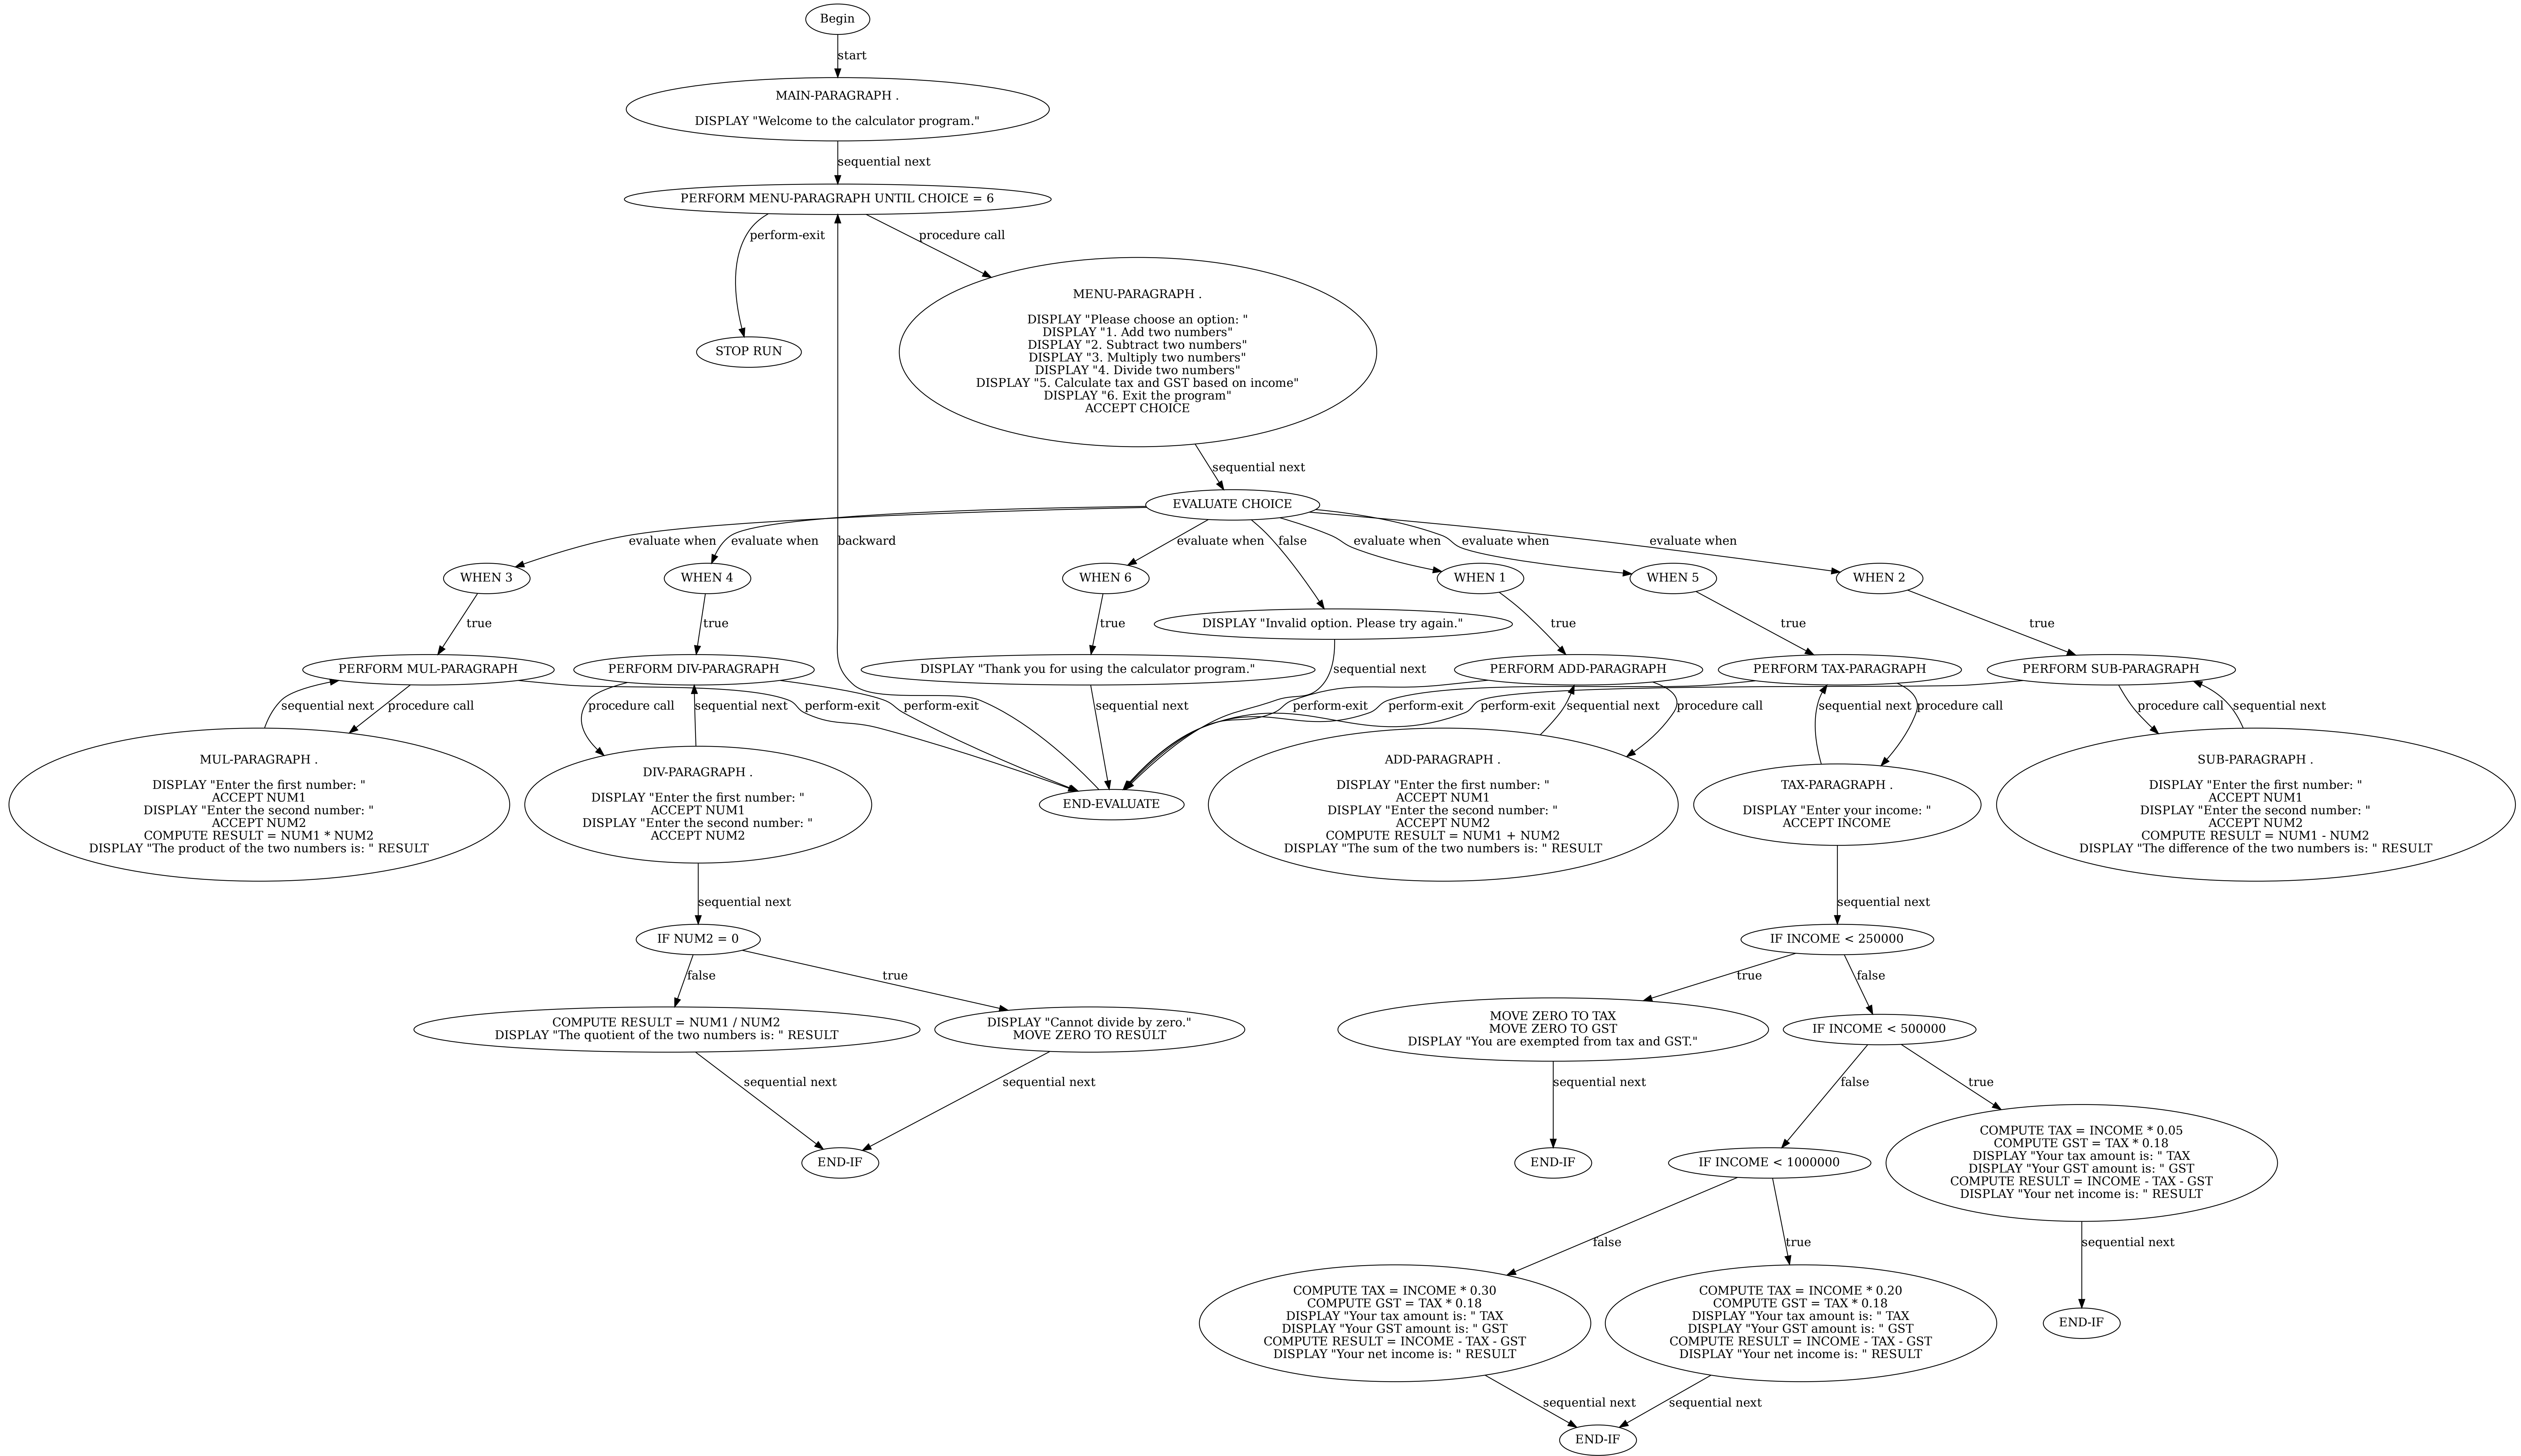 Begin
start
MAIN-PARAGRAPH .
DISPLAY "Welcome to the calculator program."
sequential next
PERFORM MENU-PARAGRAPH UNTIL CHOICE = 6
perform-exit
procedure call
STOP RUN
MENU-PARAGRAPH .
DISPLAY "Please choose an option: "
DISPLAY "1. Add two numbers"
DISPLAY "2. Subtract two numbers"
DISPLAY "3. Multiply two numbers"
DISPLAY "4. Divide two numbers"
DISPLAY "5. Calculate tax and GST based on income"
DISPLAY "6. Exit the program"
ACCEPT CHOICE
sequential next
EVALUATE CHOICE
evaluate when
evaluate when
backward
evaluate when
false
evaluate when
evaluate when
evaluate when
WHEN 3
WHEN 4
WHEN 6
WHEN 1
WHEN 5
WHEN 2
true
true
true
DISPLAY "Invalid option. Please try again."
true
true
true
PERFORM MUL-PARAGRAPH
PERFORM DIV-PARAGRAPH
DISPLAY "Thank you for using the calculator program."
sequential next
PERFORM ADD-PARAGRAPH
PERFORM TAX-PARAGRAPH
PERFORM SUB-PARAGRAPH
sequential next
procedure call
procedure call
sequential next
perform-exit
perform-exit
sequential next
perform-exit
perform-exit
perform-exit
sequential next
procedure call
sequential next
procedure call
procedure call
sequential next
MUL-PARAGRAPH .
DISPLAY "Enter the first number: "
ACCEPT NUM1
DISPLAY "Enter the second number: "
ACCEPT NUM2
COMPUTE RESULT = NUM1 * NUM2
DISPLAY "The product of the two numbers is: " RESULT
DIV-PARAGRAPH .
DISPLAY "Enter the first number: "
ACCEPT NUM1
DISPLAY "Enter the second number: "
ACCEPT NUM2
END-EVALUATE
ADD-PARAGRAPH .
DISPLAY "Enter the first number: "
ACCEPT NUM1
DISPLAY "Enter the second number: "
ACCEPT NUM2
COMPUTE RESULT = NUM1 + NUM2
DISPLAY "The sum of the two numbers is: " RESULT
TAX-PARAGRAPH .
DISPLAY "Enter your income: "
ACCEPT INCOME
SUB-PARAGRAPH .
DISPLAY "Enter the first number: "
ACCEPT NUM1
DISPLAY "Enter the second number: "
ACCEPT NUM2
COMPUTE RESULT = NUM1 - NUM2
DISPLAY "The difference of the two numbers is: " RESULT
sequential next
sequential next
IF NUM2 = 0
IF INCOME < 250000
false
true
true
false
COMPUTE RESULT = NUM1 / NUM2
DISPLAY "The quotient of the two numbers is: " RESULT
DISPLAY "Cannot divide by zero."
MOVE ZERO TO RESULT
MOVE ZERO TO TAX
MOVE ZERO TO GST
DISPLAY "You are exempted from tax and GST."
IF INCOME < 500000
sequential next
sequential next
sequential next
false
true
END-IF
END-IF
IF INCOME < 1000000
COMPUTE TAX = INCOME * 0.05
COMPUTE GST = TAX * 0.18
DISPLAY "Your tax amount is: " TAX
DISPLAY "Your GST amount is: " GST
COMPUTE RESULT = INCOME - TAX - GST
DISPLAY "Your net income is: " RESULT
false
true
sequential next
COMPUTE TAX = INCOME * 0.30
COMPUTE GST = TAX * 0.18
DISPLAY "Your tax amount is: " TAX
DISPLAY "Your GST amount is: " GST
COMPUTE RESULT = INCOME - TAX - GST
DISPLAY "Your net income is: " RESULT
COMPUTE TAX = INCOME * 0.20
COMPUTE GST = TAX * 0.18
DISPLAY "Your tax amount is: " TAX
DISPLAY "Your GST amount is: " GST
COMPUTE RESULT = INCOME - TAX - GST
DISPLAY "Your net income is: " RESULT
END-IF
sequential next
sequential next
END-IF